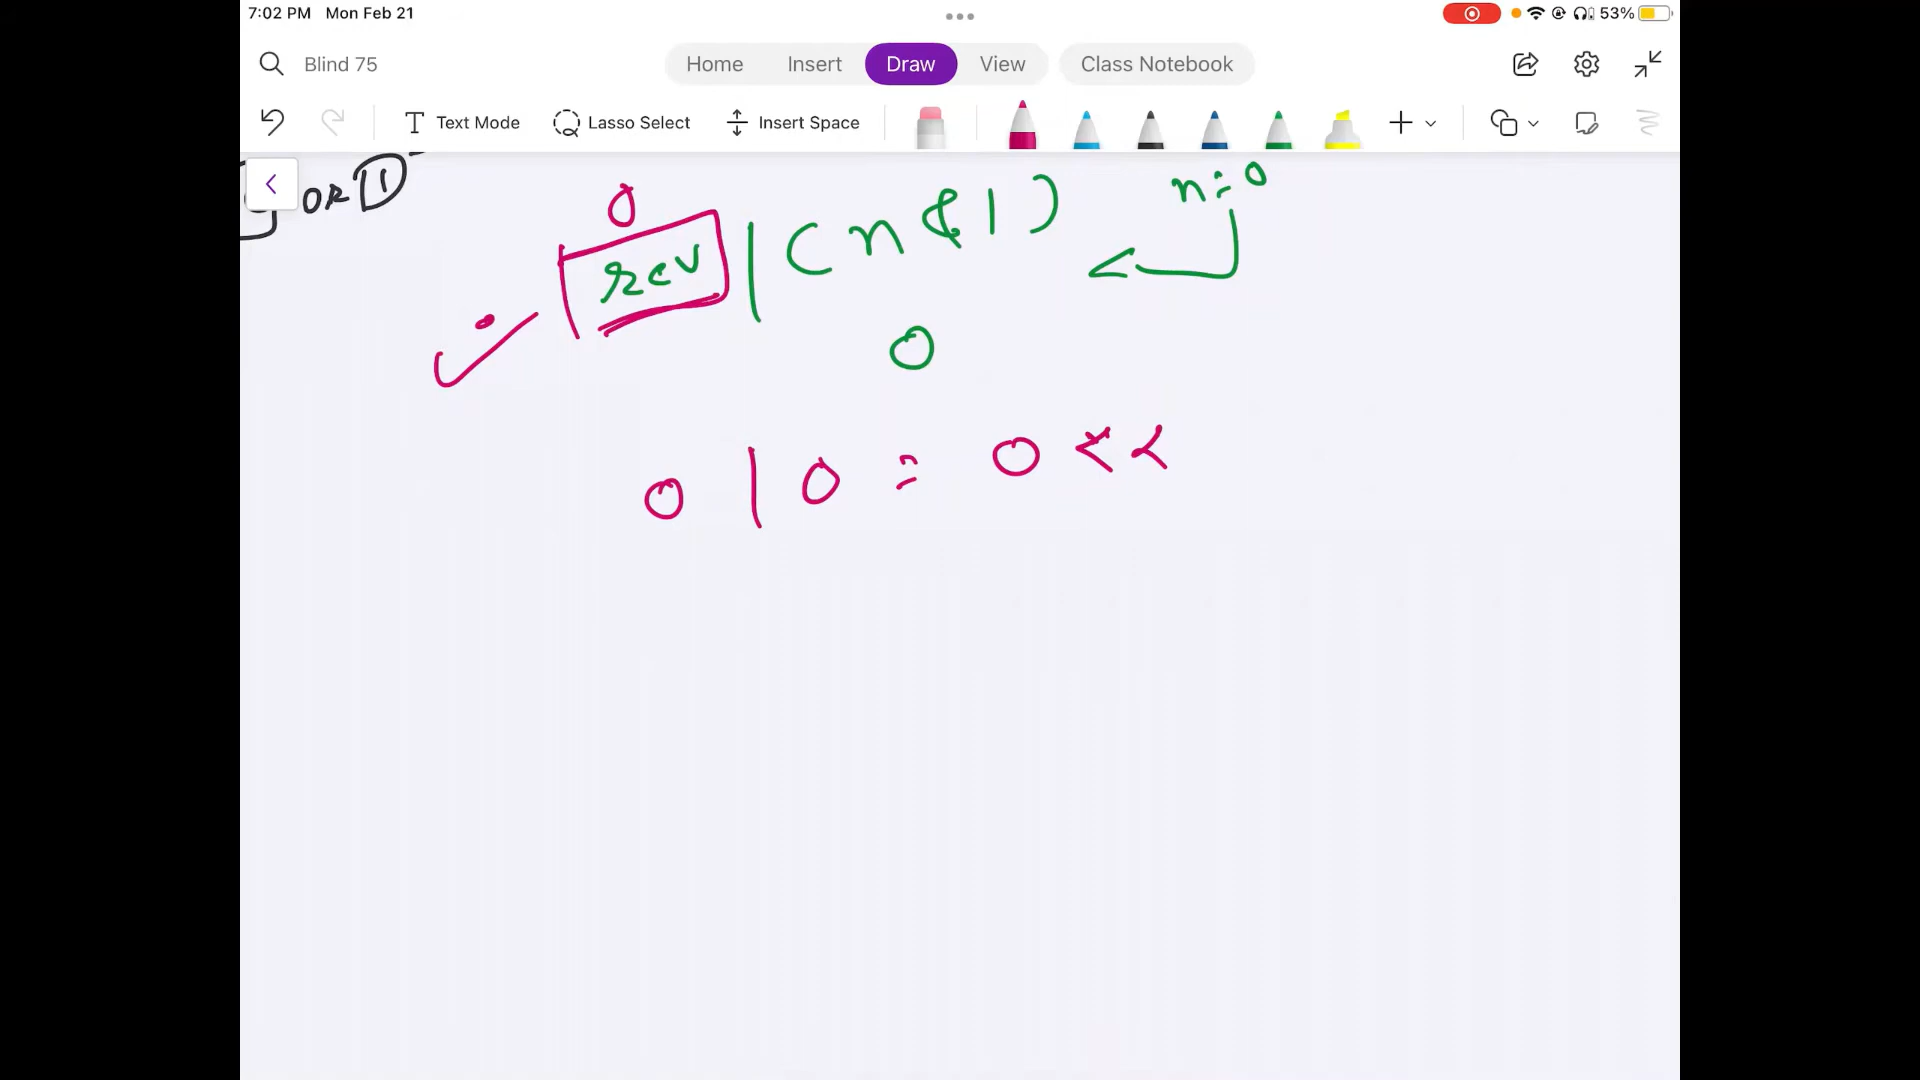 7:02 PM Mon Feb 21
53%
Blind 75
Home Insert Draw View Class Notebook
T Text Mode Lasso Select Insert Space
OR 11
0
n = 0
rev | (n & 1)
0
0 | 0 = 0 <<